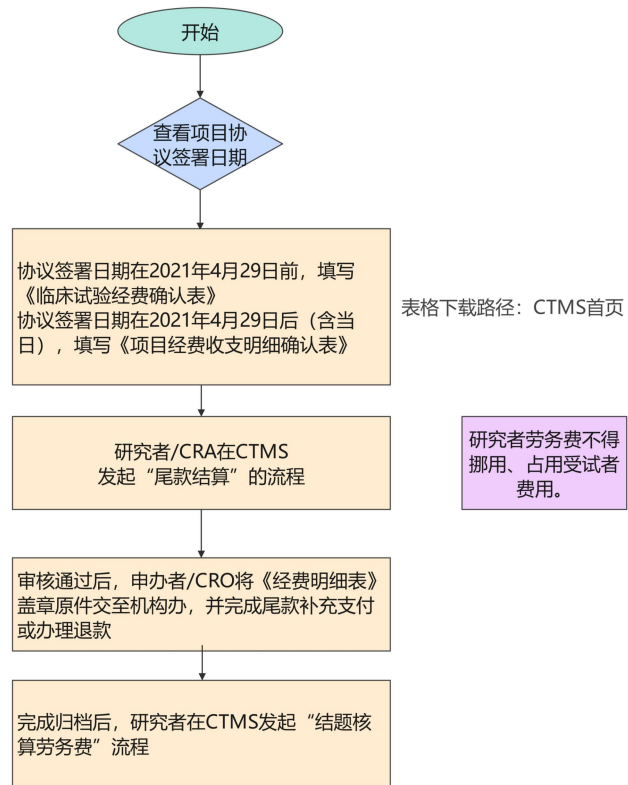 开始
查看项目协
议签署日期
协议签署日期在2021年4月29日前，填写
《临床试验经费确认表》
协议签署日期在2021年4月29日后（含当
日），填写《项目经费收支明细确认表》
表格下载路径：CTMS首页
研究者/CRA在CTMS
发起“尾款结算”的流程
研究者劳务费不得
挪用、占用受试者
费用。
审核通过后，申办者/CRO将《经费明细表》
盖章原件交至机构办，并完成尾款补充支付
或办理退款
完成归档后，研究者在CTMS发起“结题核
算劳务费”流程